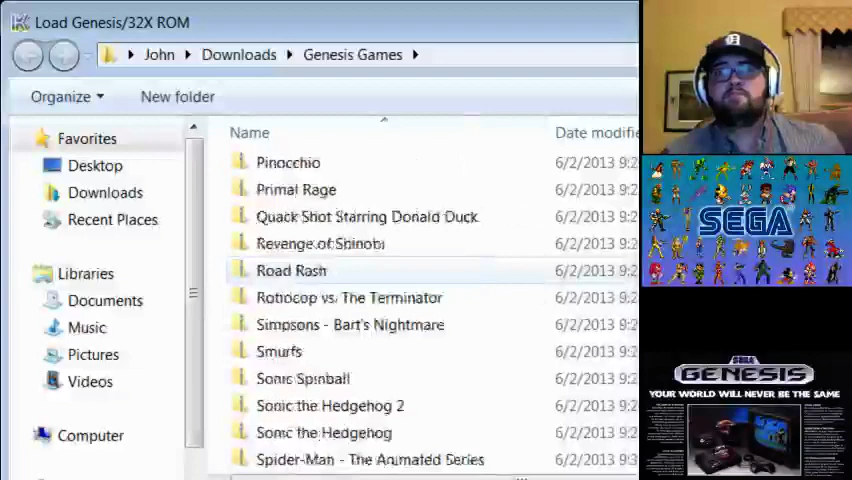 Load Genesis/32X ROM
John Downloads Genesis Games
Organize New folder
Favorites
Desktop
Downloads
Recent Places
Libraries
Documents
Music
Pictures
Videos
Computer
Name Date modifie
Pinocchio 6/2/2013 9:2
Primal Rage 6/2/2013 9:2
Quack Shot Starring Donald Duck 6/2/2013 9:2
Revenge of Shinobi 6/2/2013 9:2
Road Rash 6/2/2013 9:2
Robocop vs. The Terminator 6/2/2013 9:2
Simpsons - Bart's Nightmare 6/2/2013 9:2
Smurfs 6/2/2013 9:2
Sonic Spinball 6/2/2013 9:2
Sonic the Hedgehog 2 6/2/2013 9:2
Sonic the Hedgehog 6/2/2013 9:2
Spider-Man - The Animated Series 6/2/2013 9:2
SEGA
SEGA
GENESIS
YOUR WORLD WILL NEVER BE THE SAME